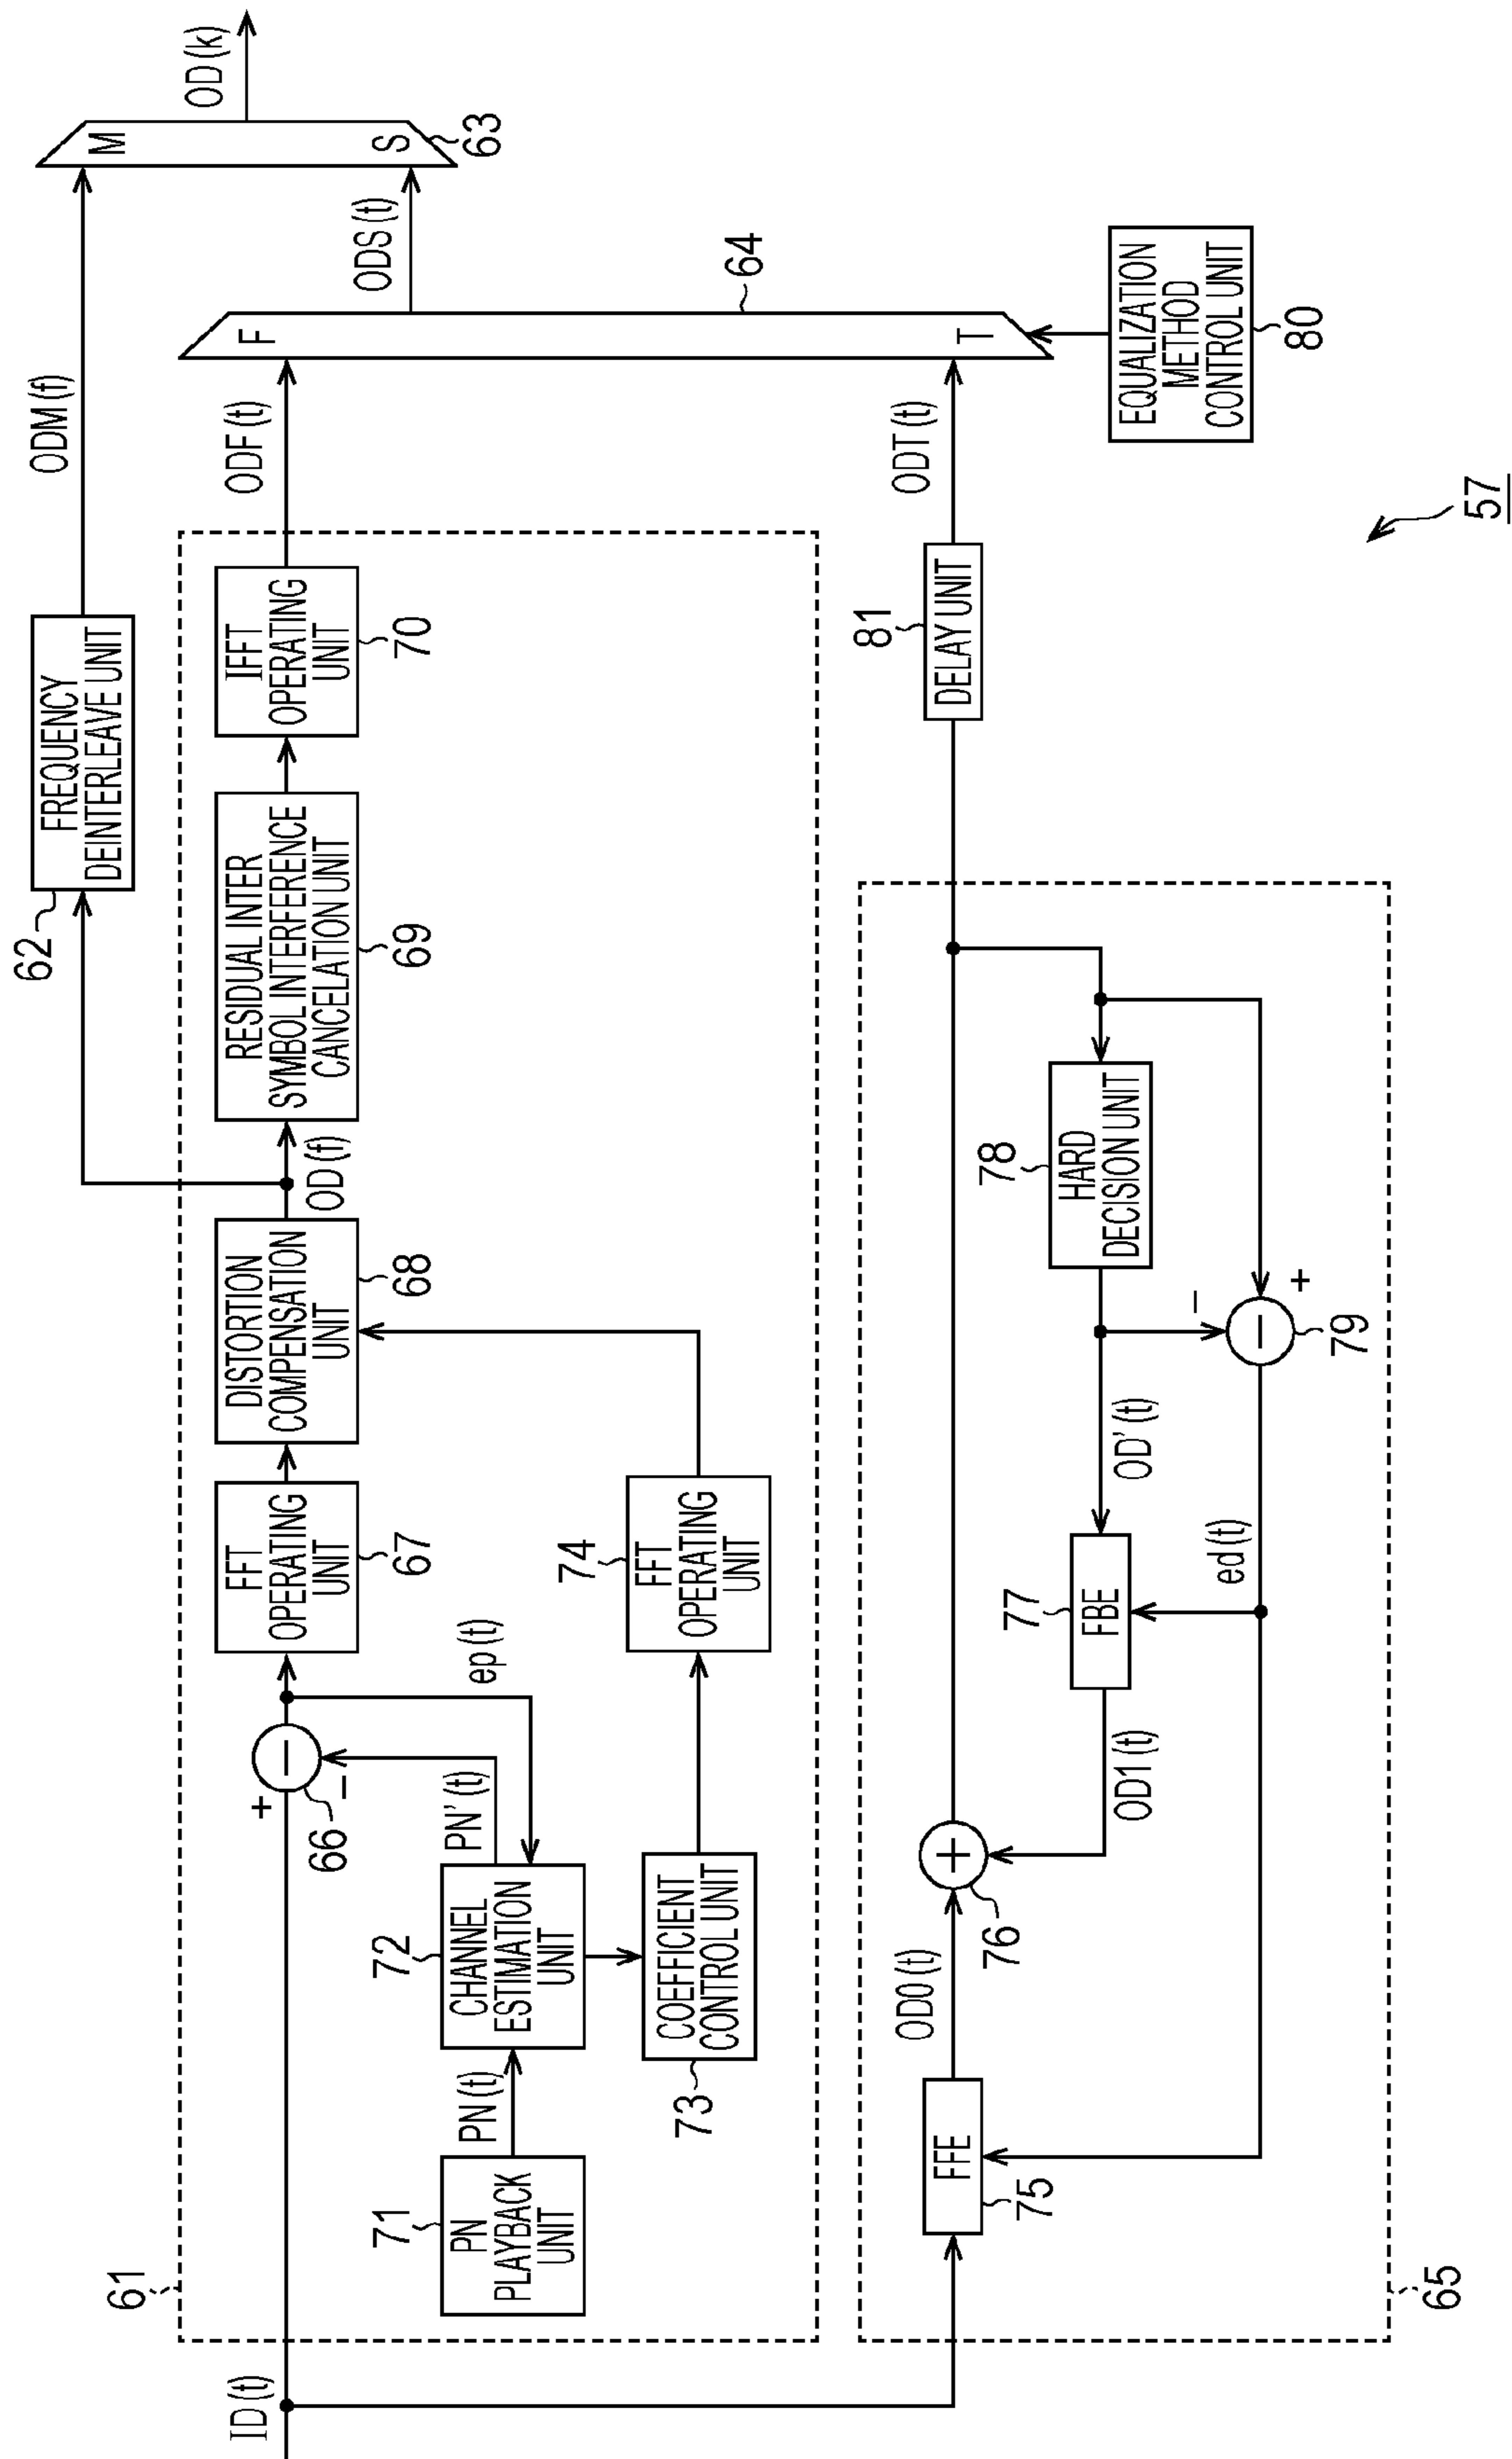 ID (t)
61
+
−
66
−
PN' (t)
ep (t)
71
PN
PLAYBACK
UNIT
PN (t)
72
CHANNEL
ESTIMATION
UNIT
73
COEFFICIENT
CONTROL UNIT
74
FFT
OPERATING
UNIT
FFT
OPERATING
UNIT
67
DISTORTION
COMPENSATION
UNIT
68
OD (f)
RESIDUAL INTER
SYMBOL INTERFERENCE
CANCELATION UNIT
69
IFFT
OPERATING
UNIT
70
62
FREQUENCY
DEINTERLEAVE UNIT
ODM (f)
ODF (t)
F
T
64
ODS (t)
M
S
63
OD (k)
65
FFE
75
OD0 (t)
+
76
OD1 (t)
77
FBE
OD' (t)
ed (t)
78
HARD
DECISION UNIT
−
+
−
79
81
DELAY UNIT
ODT (t)
EQUALIZATION
METHOD
CONTROL UNIT
80
57